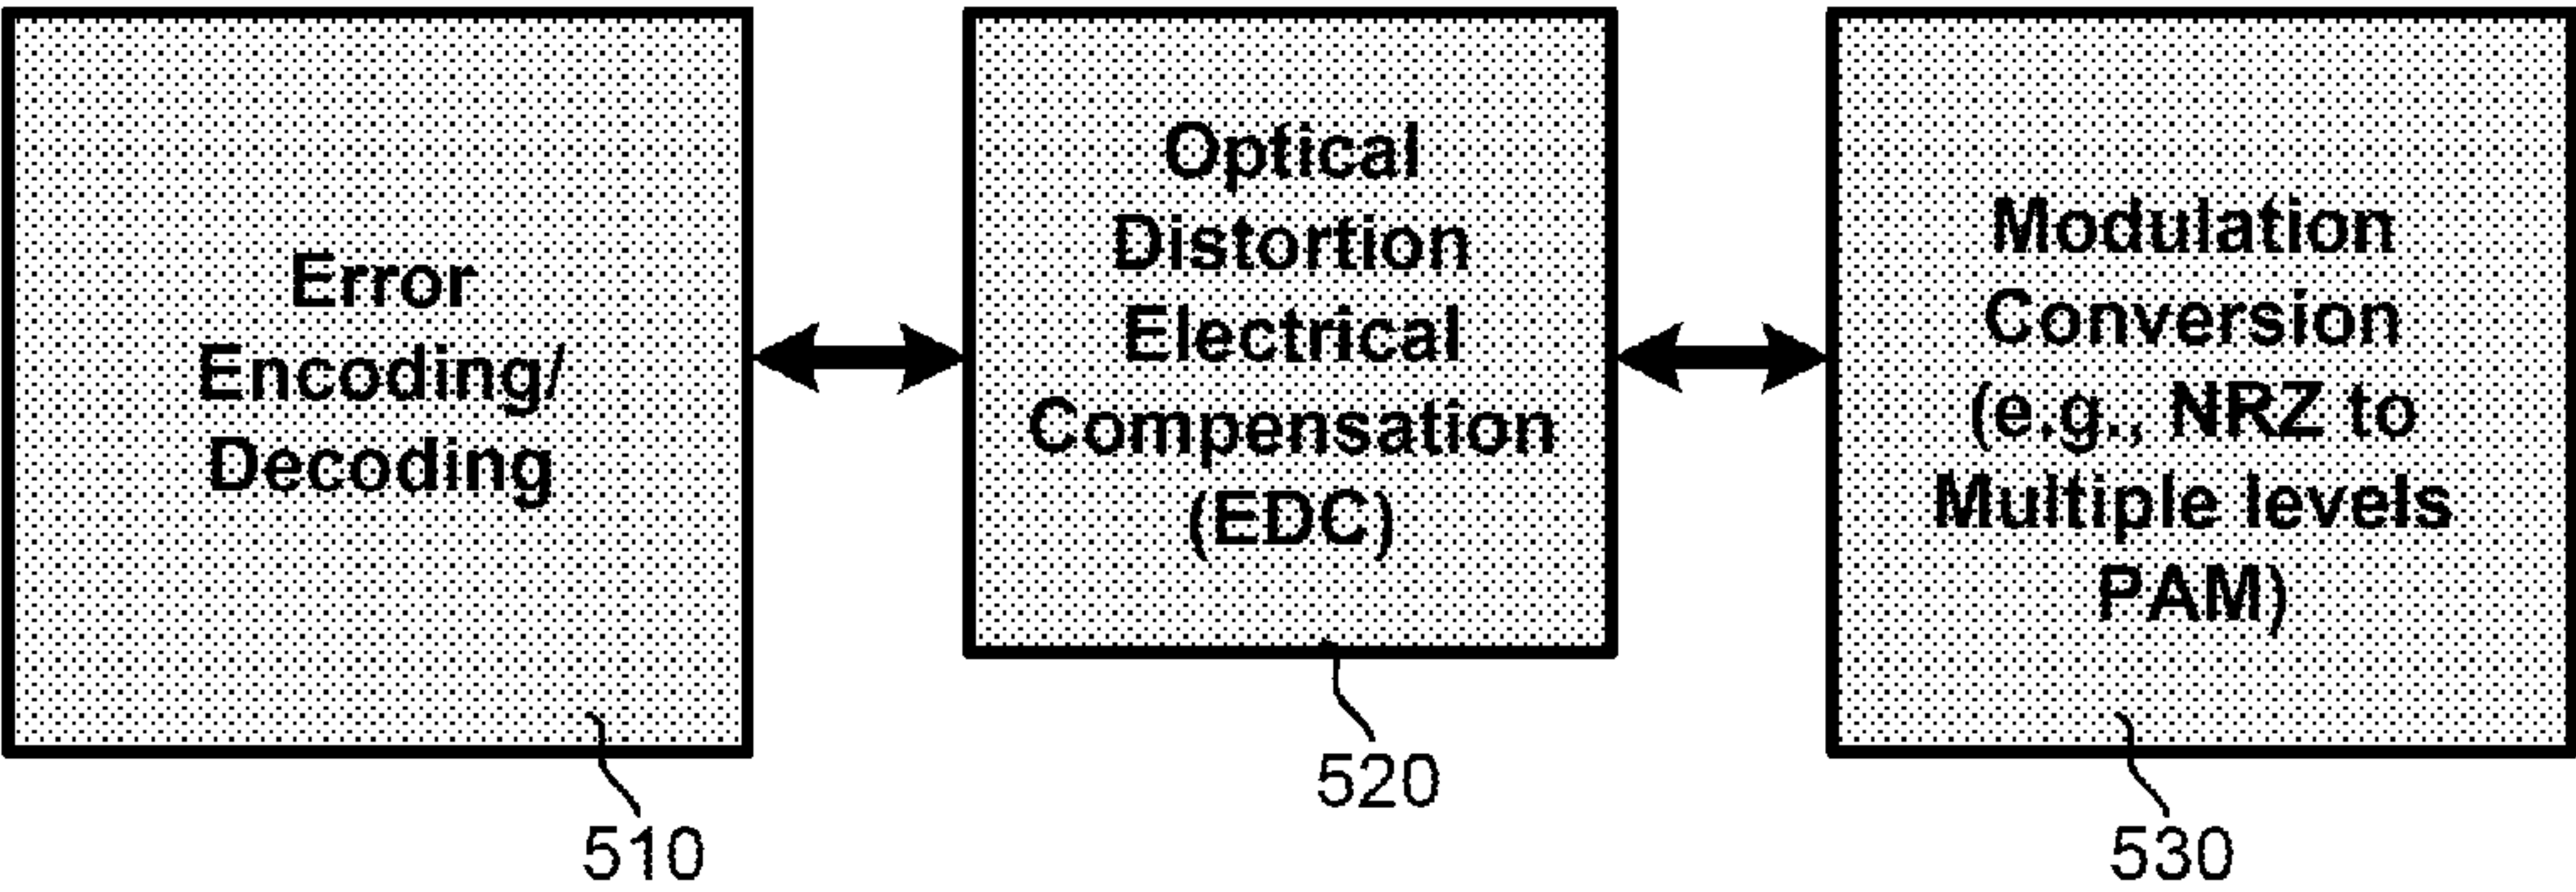 Error
Encoding/
Decoding
510
Optical
Distortion
Electrical
Compensation
(EDC)
520
Modulation
Conversion
(e.g., NRZ to
Multiple levels
PAM)
530